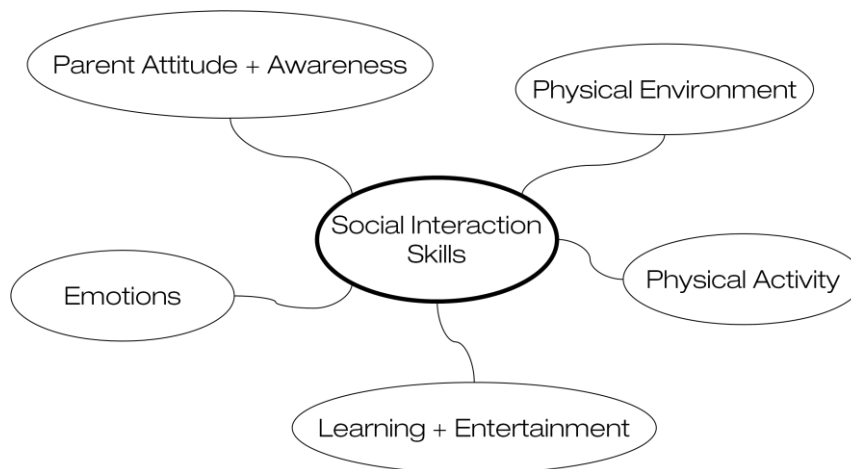 Parent Attitude + Awareness
Physical Environment
Social Interaction
Skills
Emotions
Physical Activity
Learning + Entertainment